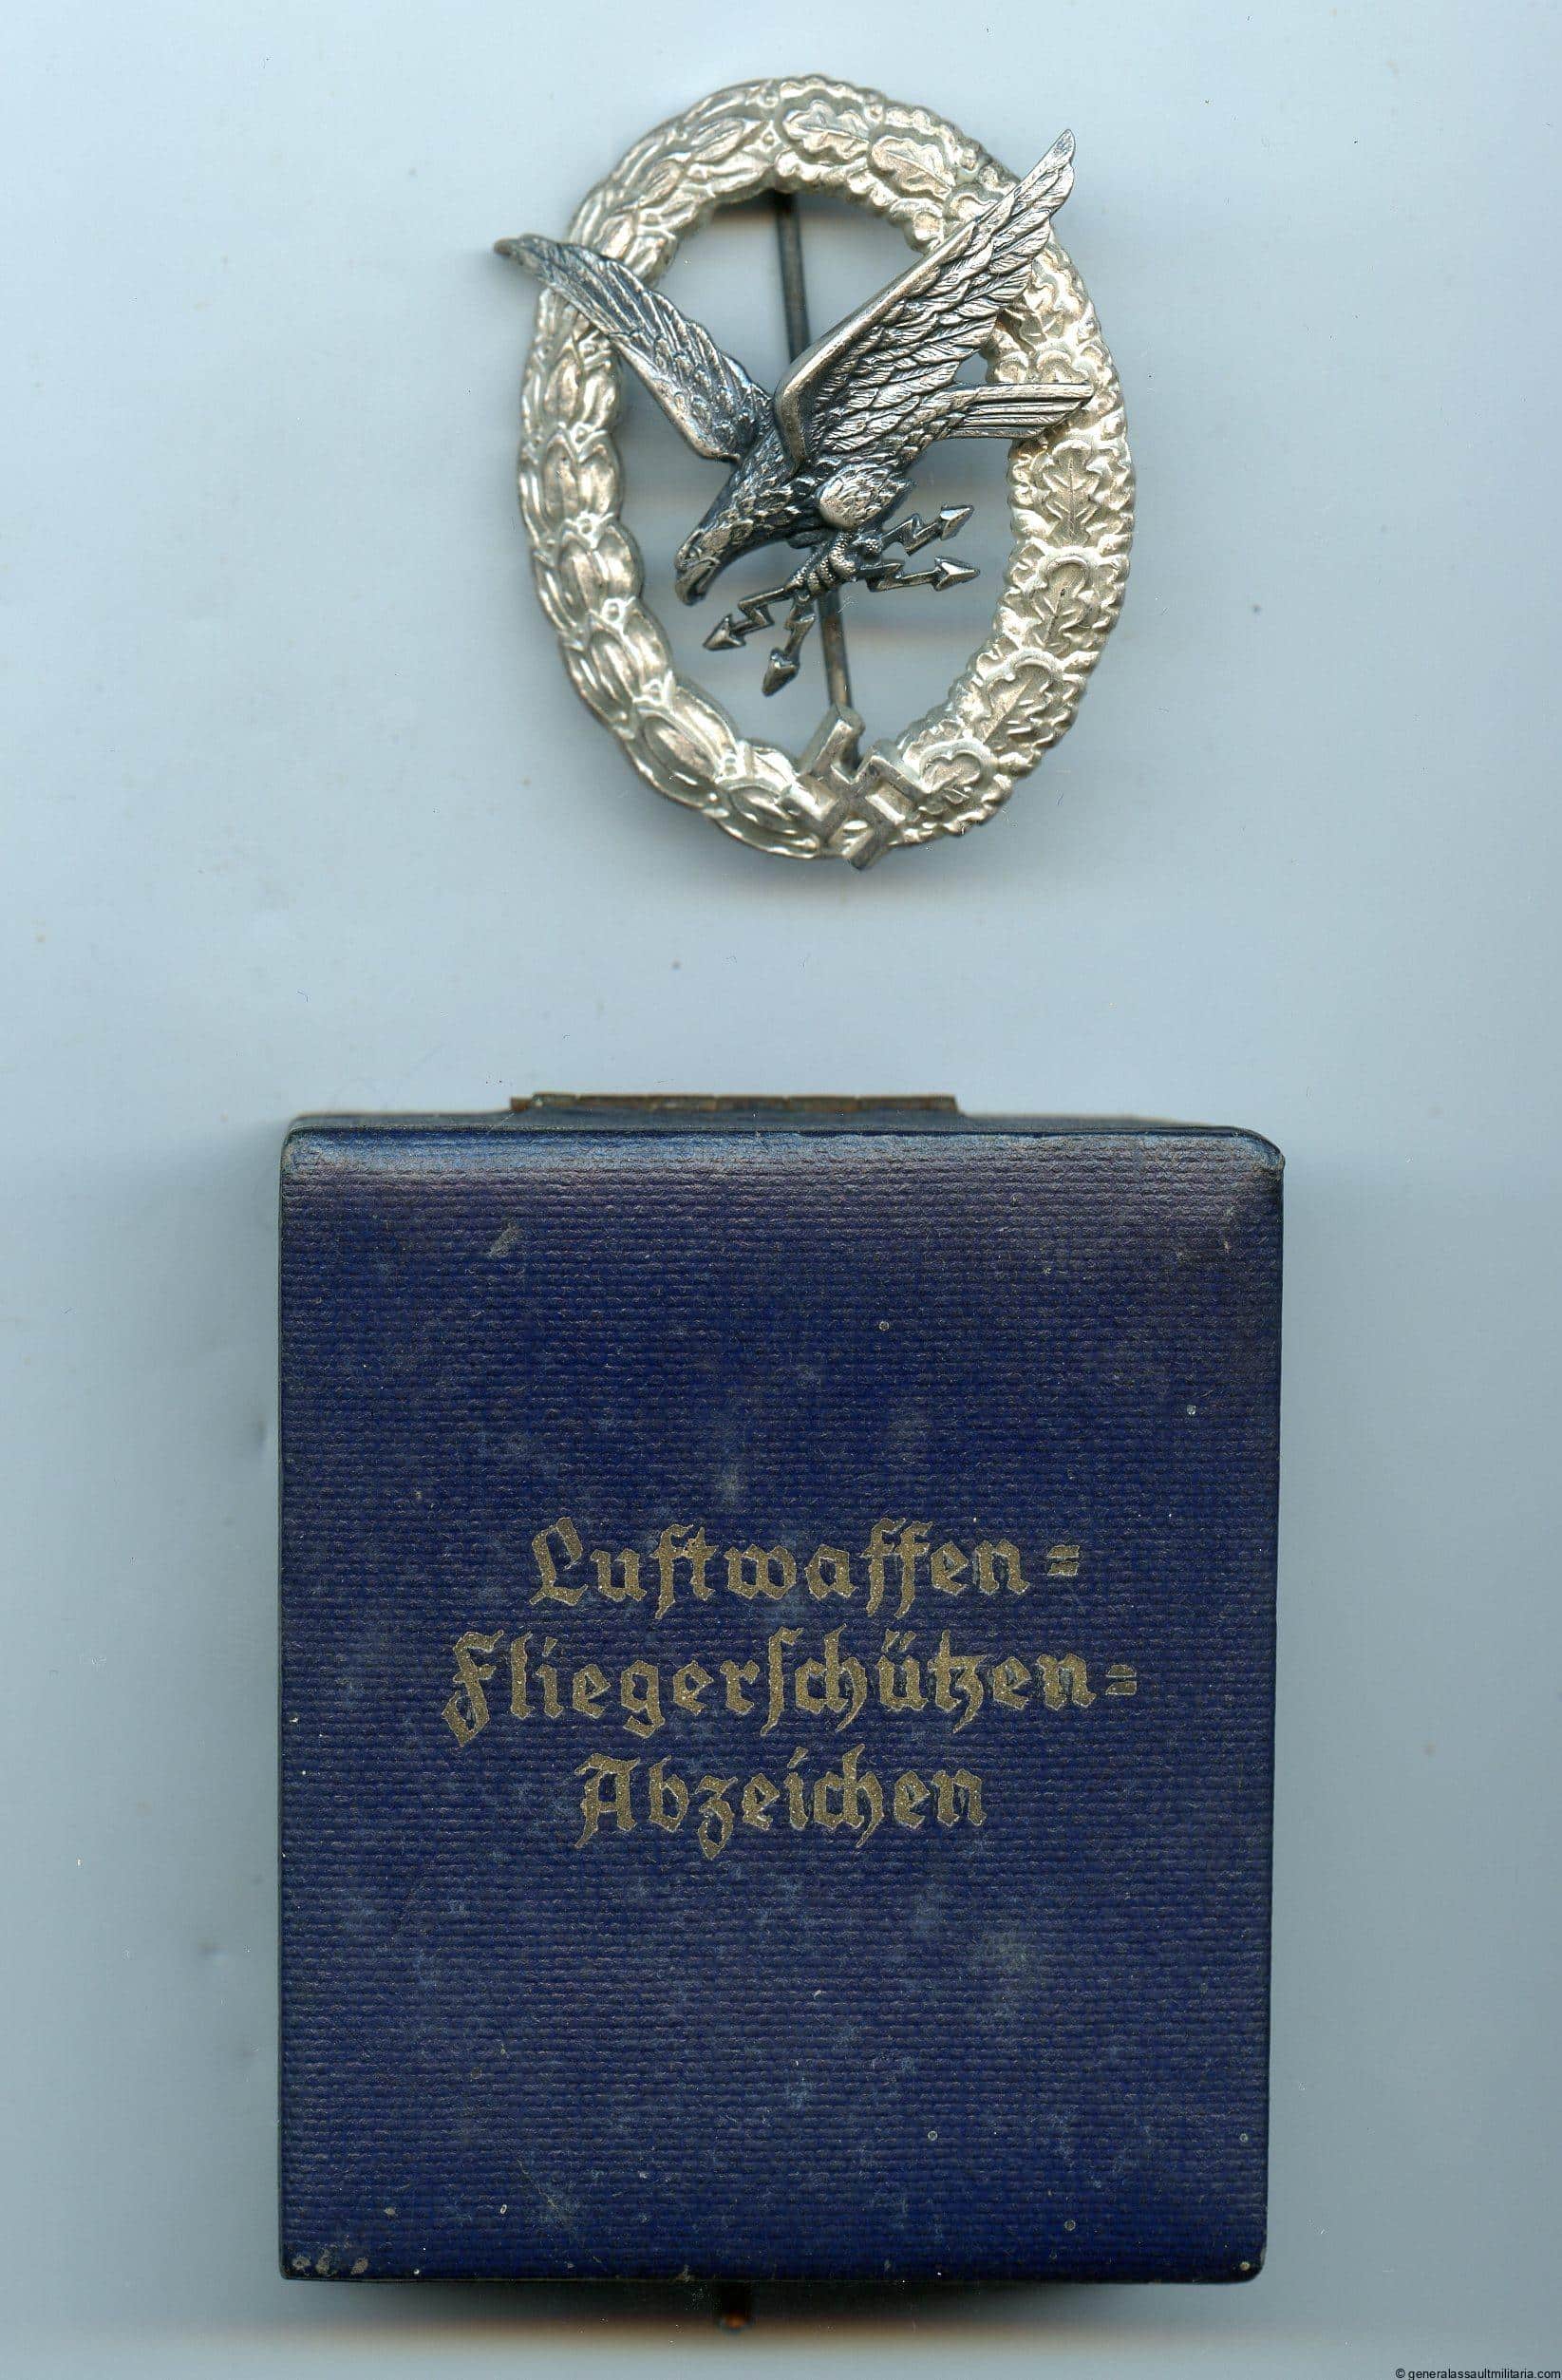 Luftwaffen=
Fliegerschützen=
Abzeichen
© generalassaultmilitaria.com